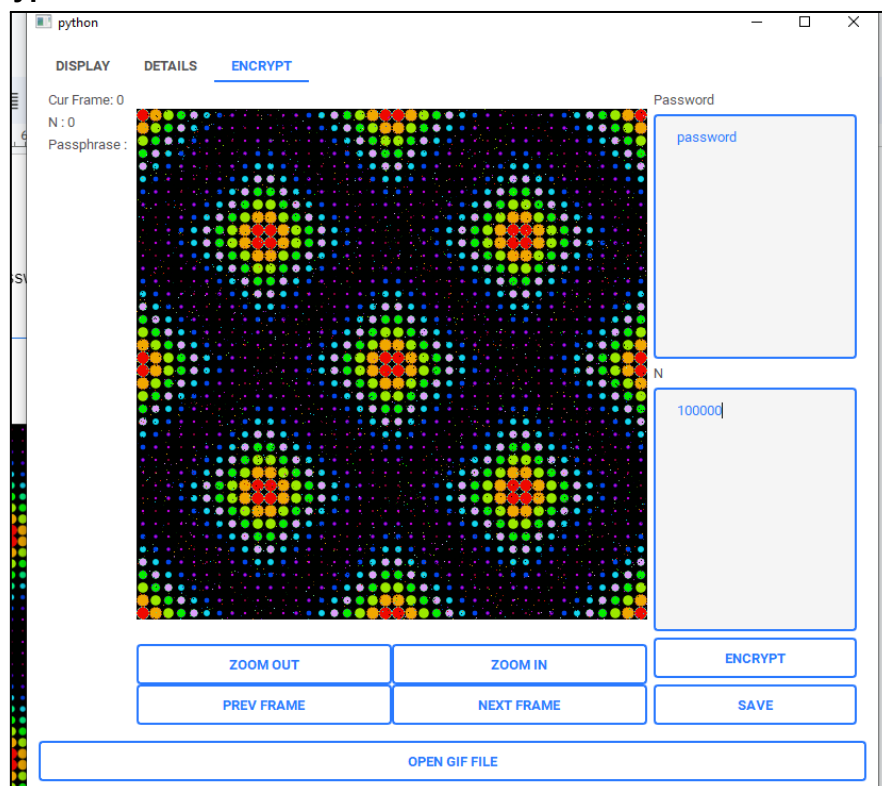 python
DISPLAY DETAILS ENCRYPT
Cur Frame: 0
N : 0
Passphrase :
Password
password
N
100000
ZOOM OUT ZOOM IN
ENCRYPT
PREV FRAME NEXT FRAME
SAVE
OPEN GIF FILE